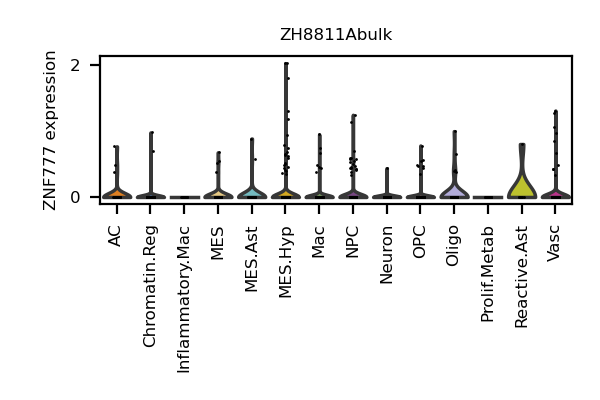 ZH8811Abulk
ZNF777 expression
2
0
AC
Chromatin.Reg
Inflammatory.Mac
MES
MES.Ast
MES.Hyp
Mac
NPC
Neuron
OPC
Oligo
Prolif.Metab
Reactive.Ast
Vasc